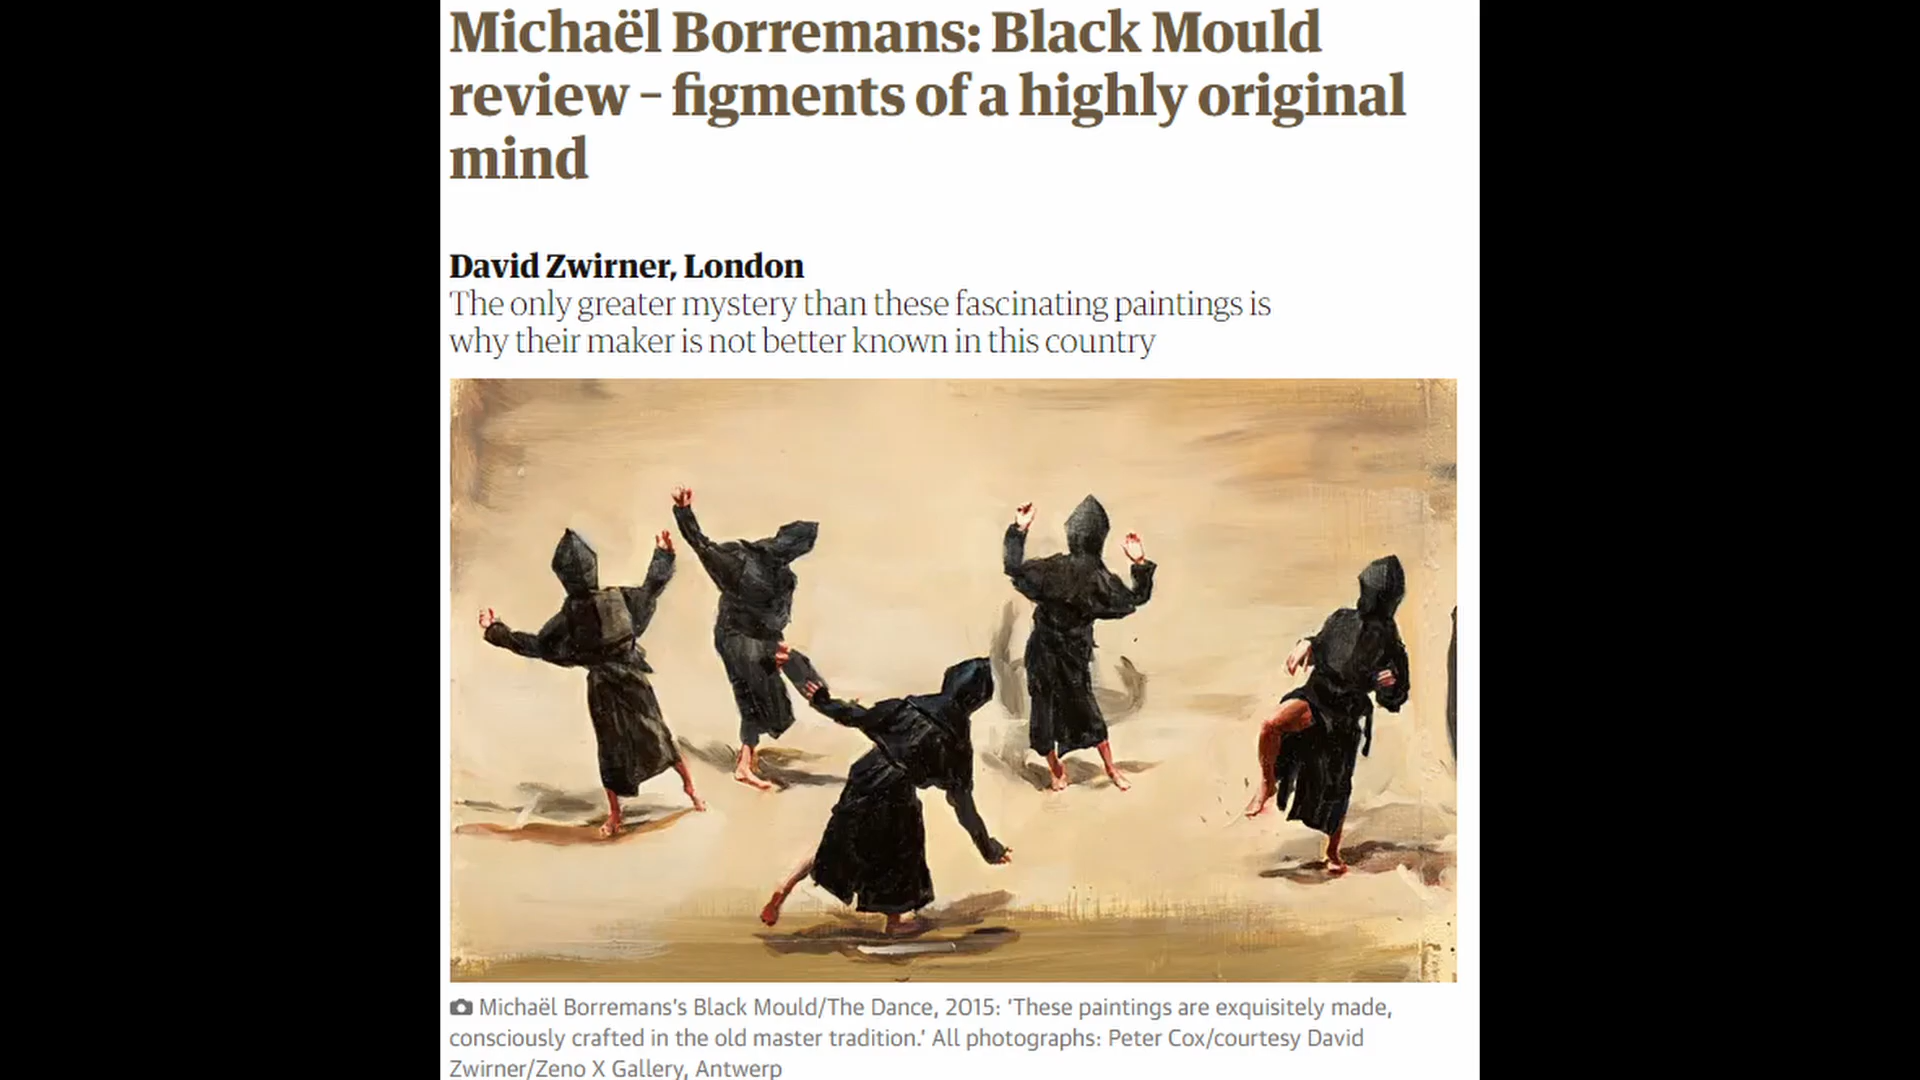 Michaël Borremans: Black Mould
review – figments of a highly original
mind
David Zwirner, London
The only greater mystery than these fascinating paintings is
why their maker is not better known in this country
Michaël Borremans's Black Mould/The Dance, 2015: 'These paintings are exquisitely made,
consciously crafted in the old master tradition.' All photographs: Peter Cox/courtesy David
Zwirner/Zeno X Gallery, Antwerp